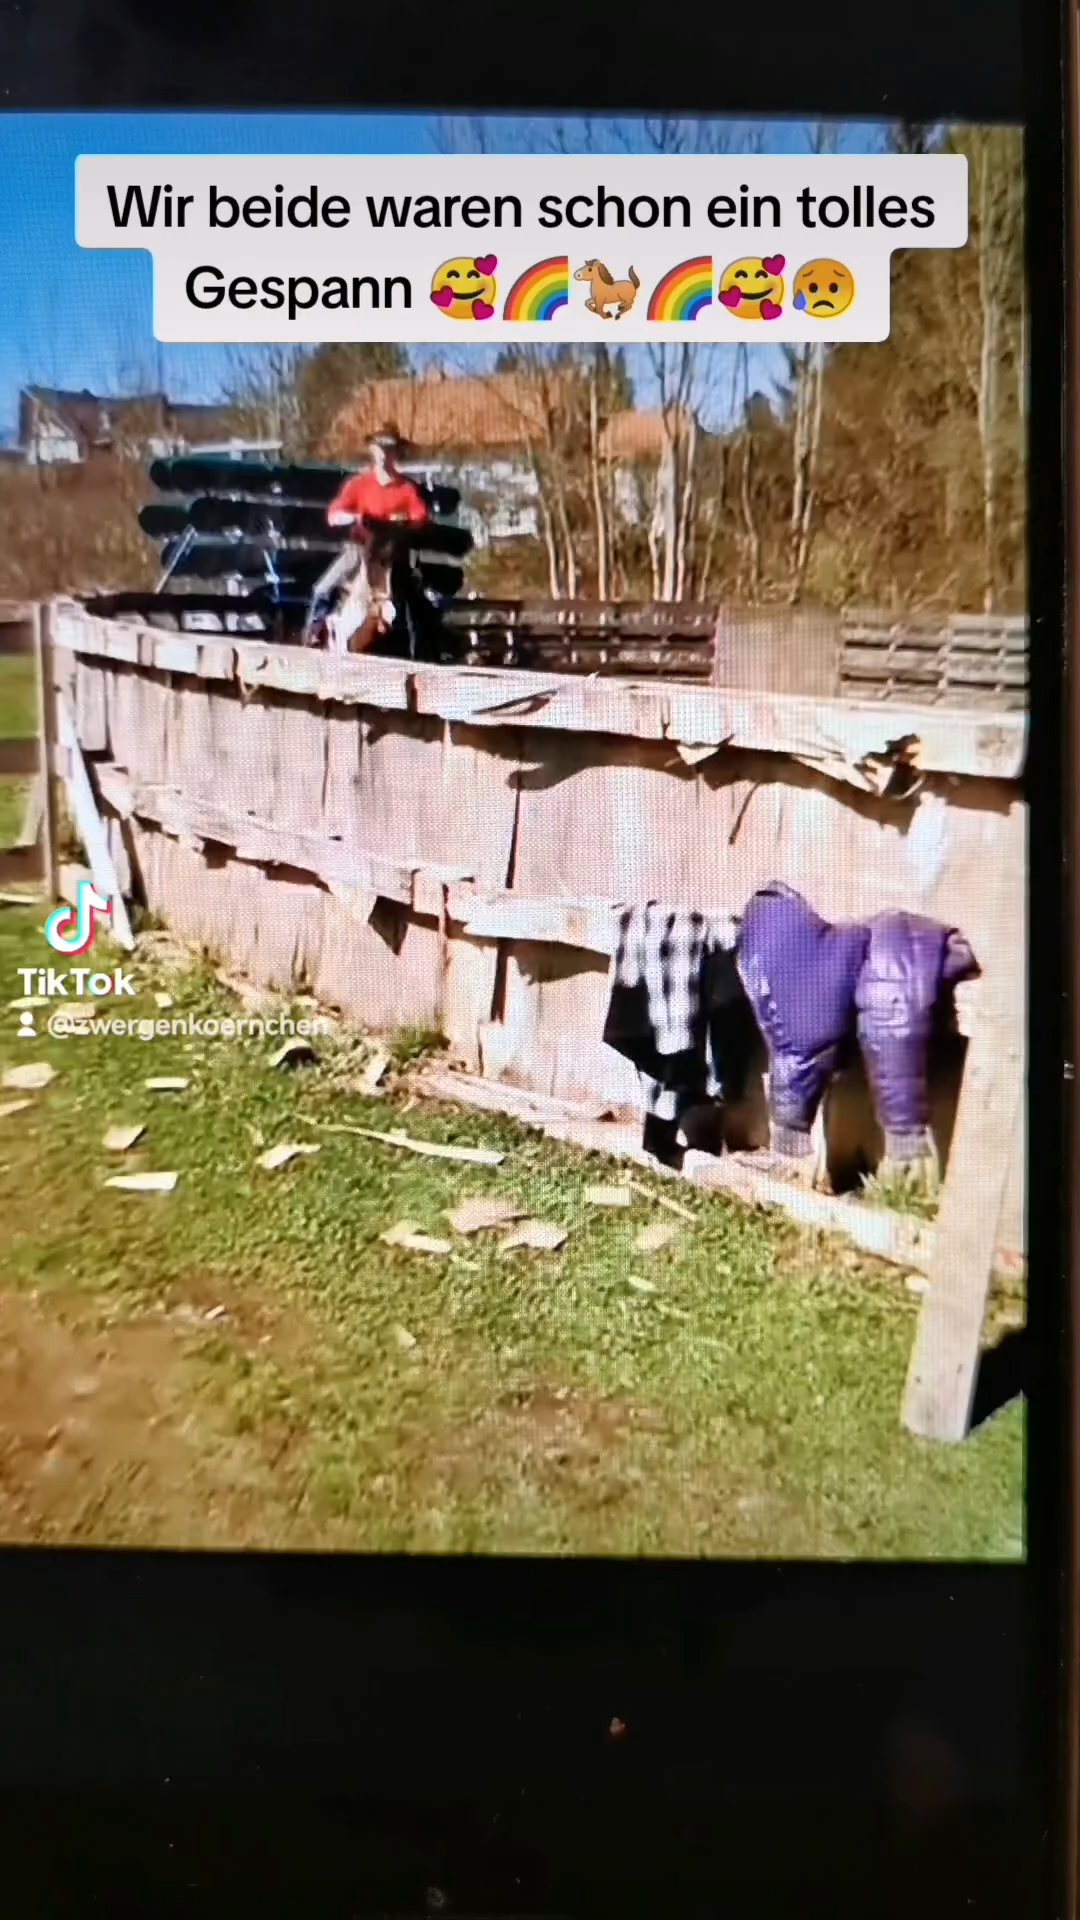 Wir beide waren schon ein tolles
Gespann 🥰🌈🐎🌈🥰😥
TikTok
@zwergenkoernchen